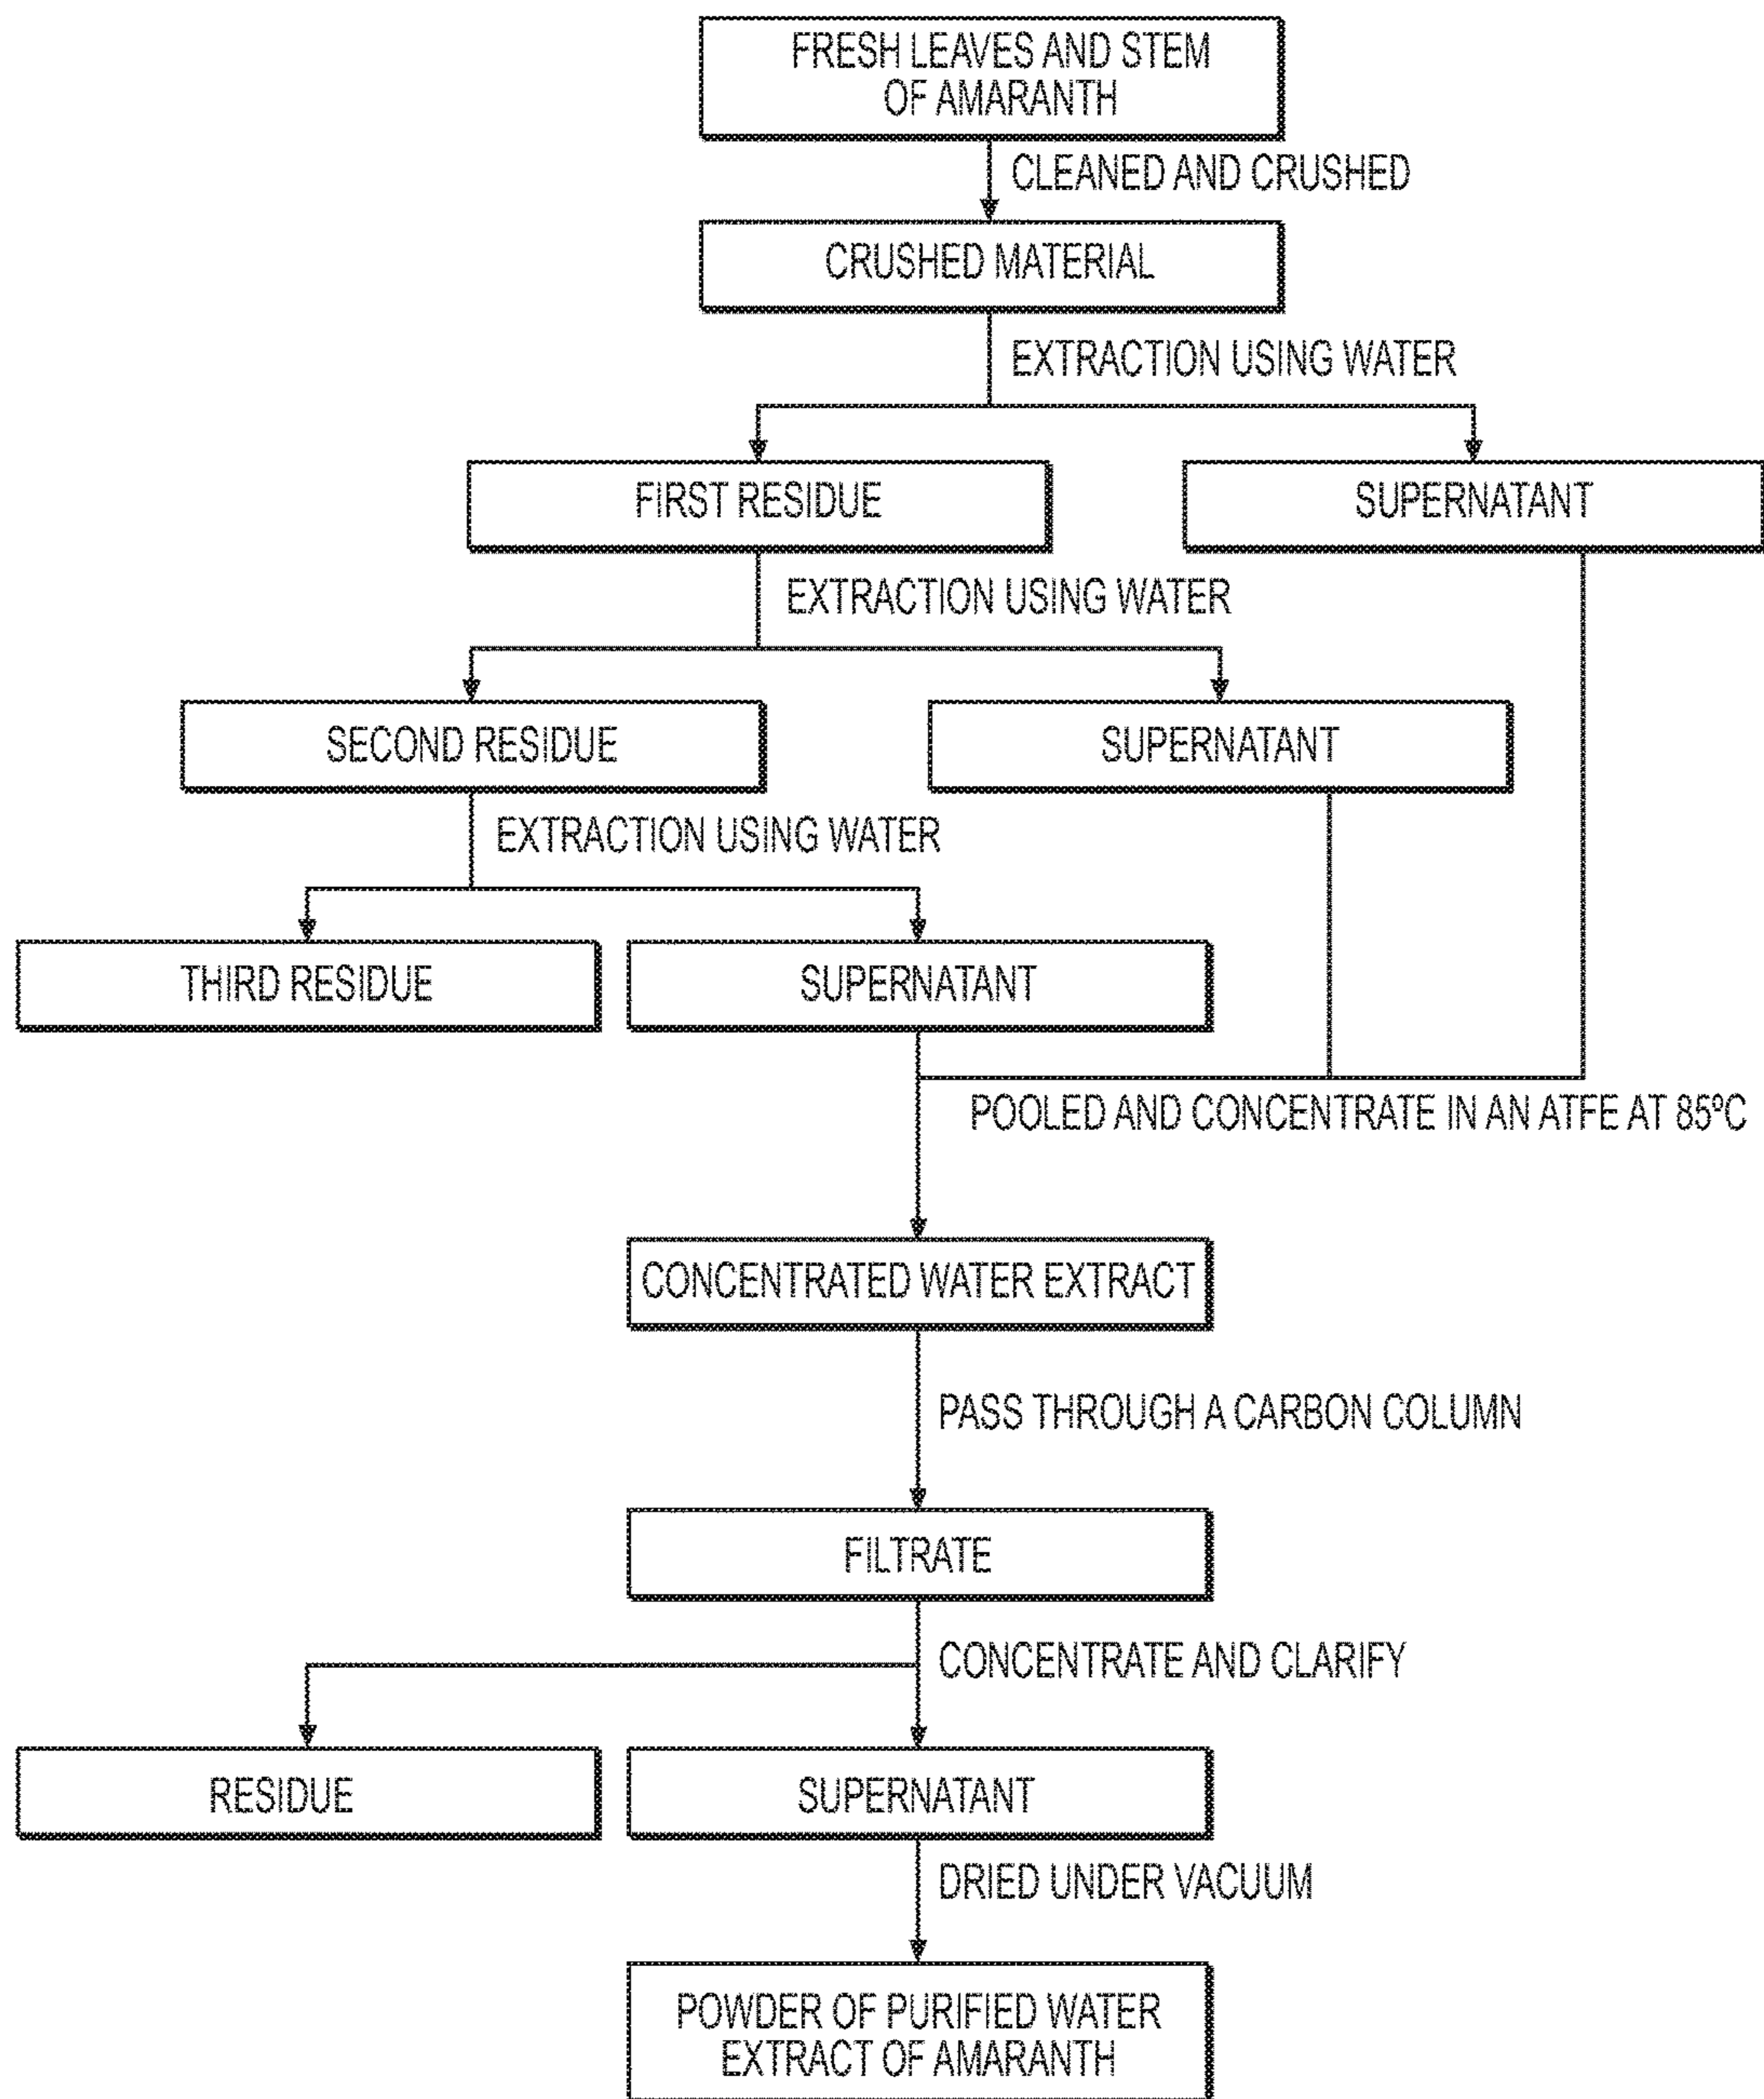 FRESH LEAVES AND STEM
OF AMARANTH
CLEANED AND CRUSHED
CRUSHED MATERIAL
EXTRACTION USING WATER
FIRST RESIDUE
SUPERNATANT
EXTRACTION USING WATER
SECOND RESIDUE
SUPERNATANT
EXTRACTION USING WATER
THIRD RESIDUE
SUPERNATANT
POOLED AND CONCENTRATE IN AN ATFE AT 85ºC
CONCENTRATED WATER EXTRACT
PASS THROUGH A CARBON COLUMN
FILTRATE
CONCENTRATE AND CLARIFY
RESIDUE
SUPERNATANT
DRIED UNDER VACUUM
POWDER OF PURIFIED WATER
EXTRACT OF AMARANTH